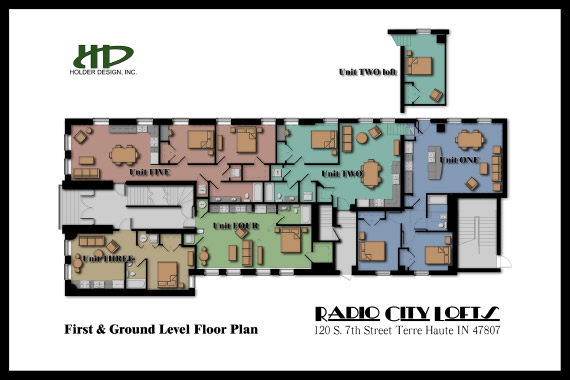 HD
HOLDER DESIGN, INC.
Unit TWO loft
Unit FIVE
Unit TWO
Unit ONE
Unit FOUR
Unit THREE
First & Ground Level Floor Plan
RADIO CITY LOFTS
120 S. 7th Street Terre Haute IN 47807